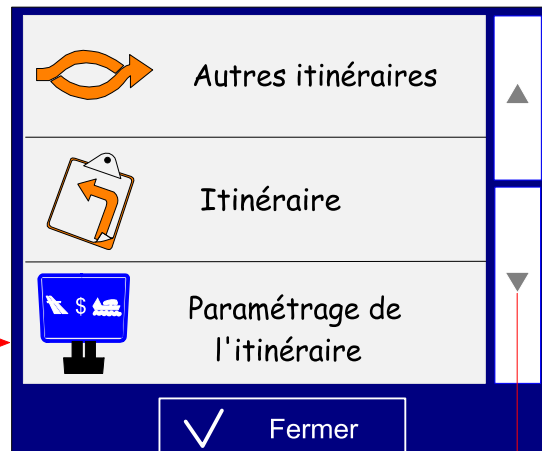 Autres itinéraires
Itinéraire
$
Paramétrage de
l'itinéraire
Fermer